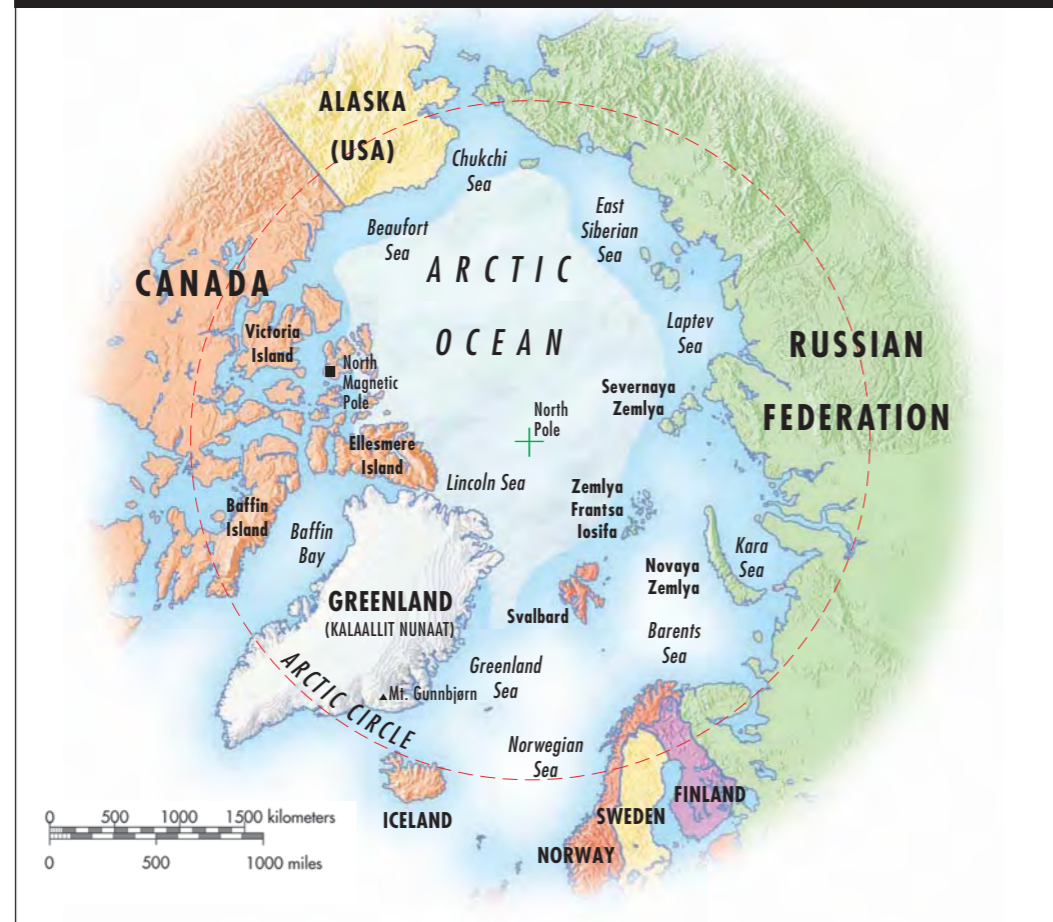 ALASKA
(USA)
Chukchi
Sea
Beaufort
Sea
East
Siberian
Sea
ARCTIC
OCEAN
CANADA
Victoria
Island
North
Magnetic
Pole
Laptev
Sea
RUSSIAN
FEDERATION
Severnaya
Zemlya
North
Pole
Ellesmere
Island
Lincoln Sea
Zemlya
Frantsa
Iosifa
Baffin
Island
Baffin
Bay
Kara
Sea
Novaya
Zemlya
GREENLAND
(KALAALLIT NUNAAT)
Svalbard
Barents
Sea
Greenland
Sea
Mt. Gunnbjørn
ARCTIC CIRCLE
Norwegian
Sea
ICELAND
FINLAND
SWEDEN
NORWAY
0 500 1000 1500 kilometers
0 500 1000 miles